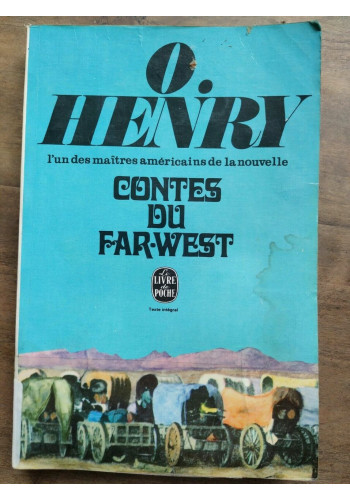 O.
HENRY
l'un des maîtres américains de la nouvelle
CONTES
DU
FAR-WEST
Le
LIVRE
de
POCHE
Texte intégral